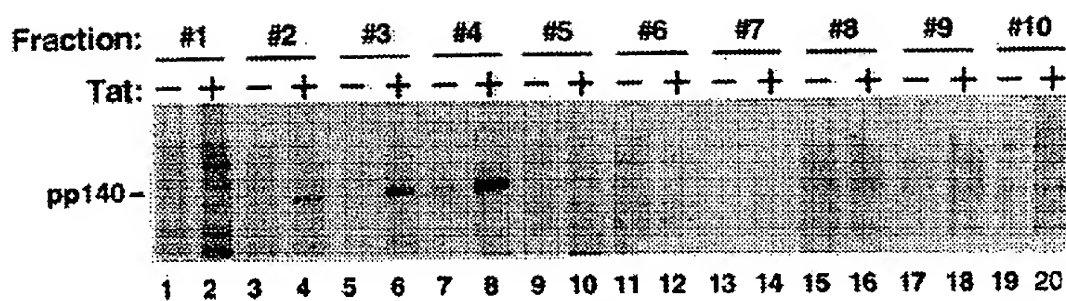 Fraction: #1 #2 #3 #4 #5 #6 #7 #8 #9 #10
Tat: − + − + − + − + − + − + − + − + − + − +
pp140-
1 2 3 4 5 6 7 8 9 10 11 12 13 14 15 16 17 18 19 20